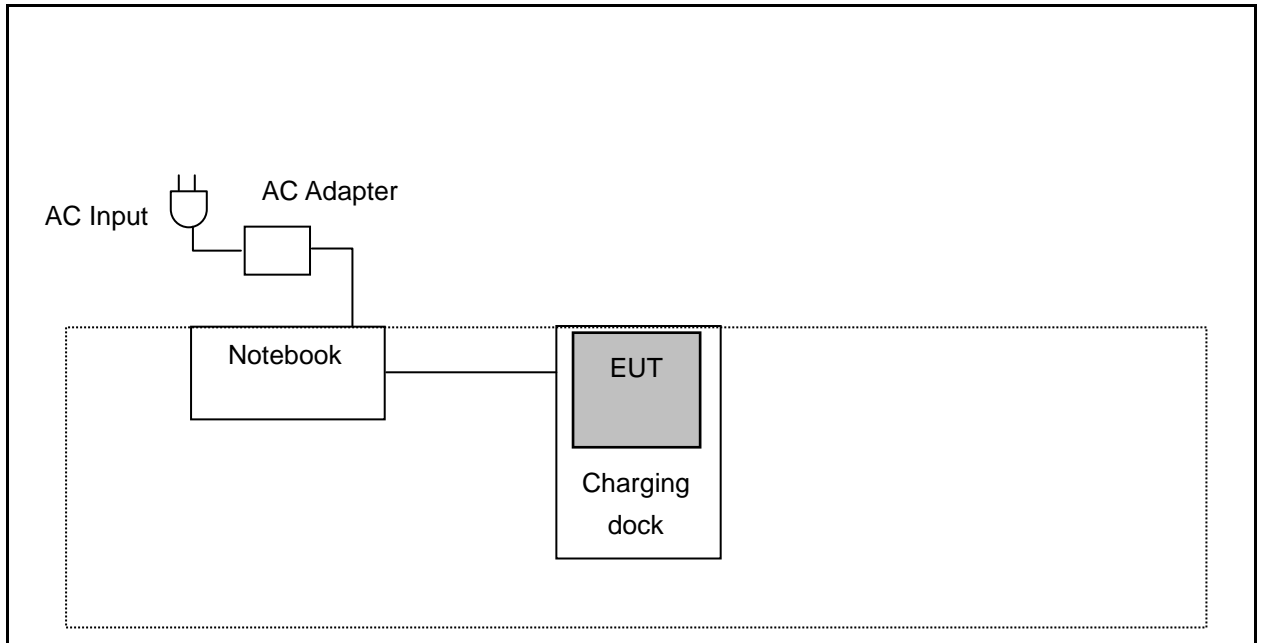 AC Adapter
AC Input
Notebook
EUT
Charging
dock